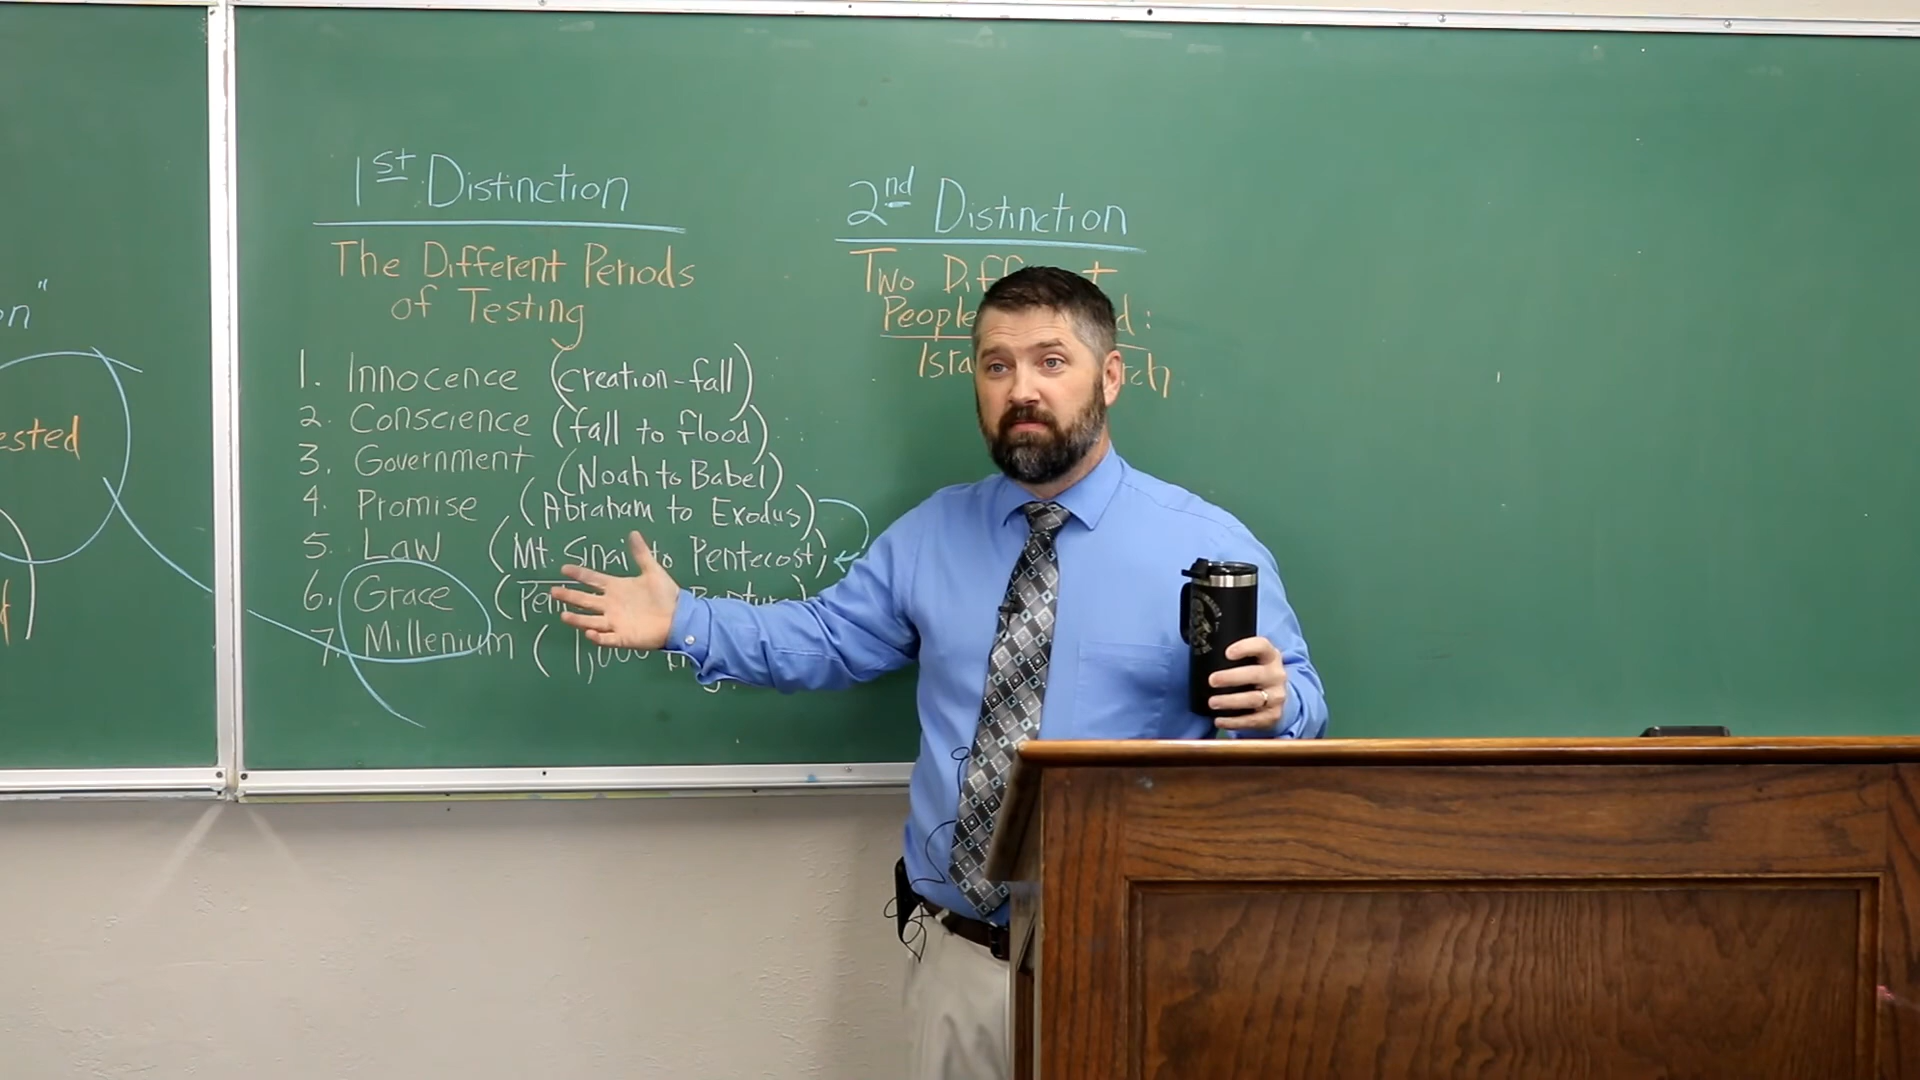 1st Distinction
The Different Periods
of Testing
1. Innocence (creation-fall)
2. Conscience (fall to flood)
3. Government (Noah to Babel)
4. Promise (Abraham to Exodus)
5. Law (Mt. Sinai to Pentecost)
6. Grace (
7. Millenium (1,000
2nd Distinction
Two
People